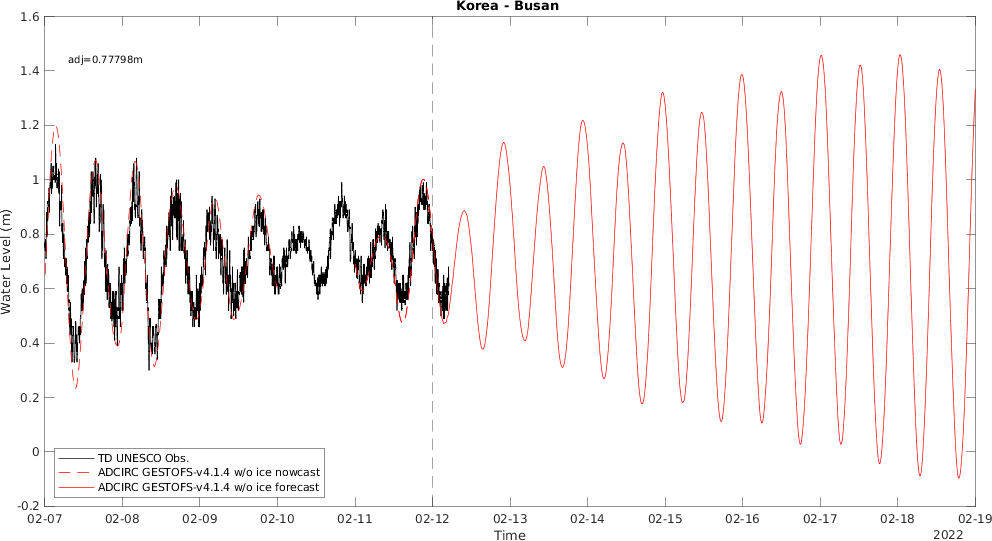 Korea - Busan
adj=0.77798m
1.6
1.4
1.2
1
0.8
0.6
0.4
0.2
0
-0.2
Water Level (m)
TD UNESCO Obs.
ADCIRC GESTOFS-v4.1.4 w/o ice nowcast
ADCIRC GESTOFS-v4.1.4 w/o ice forecast
02-07 02-08 02-09 02-10 02-11 02-12 02-13 02-14 02-15 02-16 02-17 02-18 02-19
Time
2022